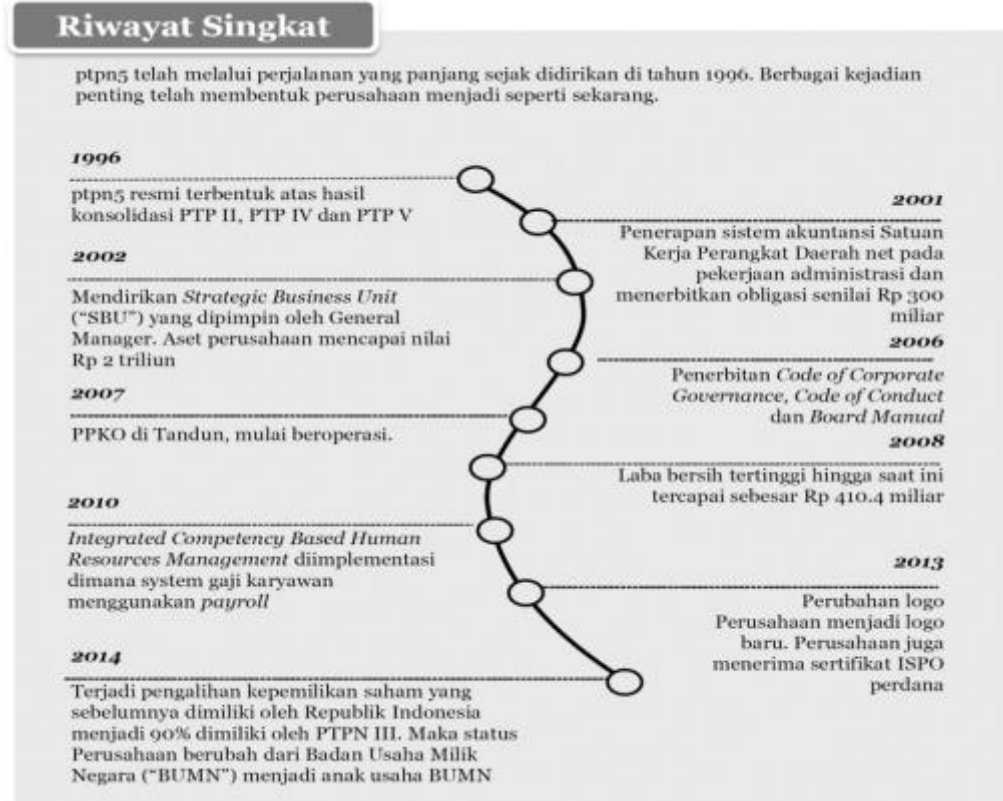 Riwayat Singkat
ptpn5 telah melalui perjalanan yang panjang sejak didirikan di tahun 1996. Berbagai kejadian
penting telah membentuk perusahaan menjadi seperti sekarang.
1996
ptpn5 resmi terbentuk atas hasil
konsolidasi PTP II, PTP IV dan PTP V
2001
Penerapan sistem akuntansi Satuan
Kerja Perangkat Daerah net pada
pekerjaan administrasi dan
menerbitkan obligasi senilai Rp 300
miliar
2002
Mendirikan Strategic Business Unit
("SBU") yang dipimpin oleh General
Manager. Aset perusahaan mencapai nilai
Rp 2 triliun
2006
Penerbitan Code of Corporate
Governance, Code of Conduct
dan Board Manual
2007
PPKO di Tandun, mulai beroperasi.
2008
Laba bersih tertinggi hingga saat ini
tercapai sebesar Rp 410.4 miliar
2010
Integrated Competency Based Human
Resources Management diimplementasi
dimana system gaji karyawan
menggunakan payroll
2013
Perubahan logo
Perusahaan menjadi logo
baru. Perusahaan juga
menerima sertifikat ISPO
perdana
2014
Terjadi pengalihan kepemilikan saham yang
sebelumnya dimiliki oleh Republik Indonesia
menjadi 90% dimiliki oleh PTPN III. Maka status
Perusahaan berubah dari Badan Usaha Milik
Negara ("BUMN") menjadi anak usaha BUMN